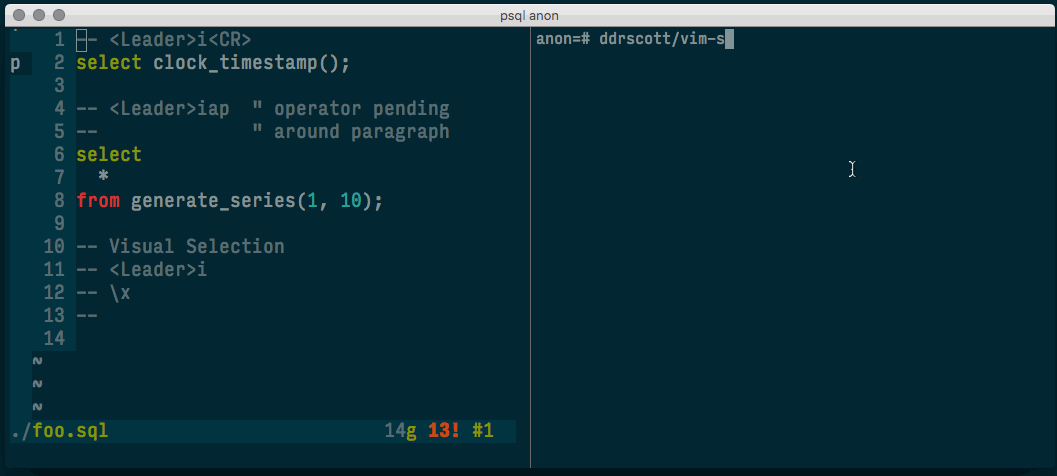 psql anon
1 -- <Leader>i<CR>
p 2 select clock_timestamp();
3
4 -- <Leader>iap  " operator pending
5 --              " around paragraph
6 select
7   *
8 from generate_series(1, 10);
9
10 -- Visual Selection
11 -- <Leader>i
12 -- \x
13 --
14
~
~
~
./foo.sql 14g 13! #1
anon=# ddrscott/vim-s